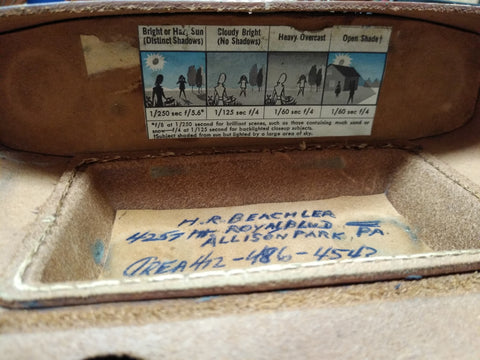 Bright or Hazy Sun
(Distinct Shadows)
Cloudy Bright
(No Shadows)
Heavy Overcast
Open Shade†
1/250 sec f/5.6*
1/125 sec f/4
1/60 sec f/4
1/60 sec f/4
*f/8 at 1/250 second for brilliant scenes, such as those containing much sand or
snow—f/4 at 1/125 second for backlighted closeup subjects.
†Subject shaded from sun but lighted by a large area of sky.
H.R. BEACHLER
4259 Mt ROYAL BLVD
ALLISON PARK, PA.
AREA 412-486-4547